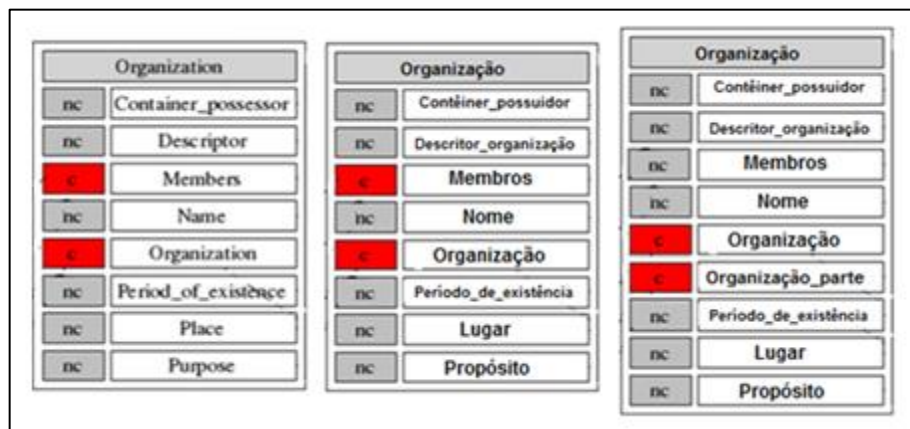 Organization
nc Container_possessor
nc Descriptor
c Members
nc Name
c Organization
nc Period_of_existence
nc Place
nc Purpose
Organização
nc Contêiner_possuidor
nc Descritor_organização
c Membros
nc Nome
c Organização
nc Período_de_existência
nc Lugar
nc Propósito
Organização
nc Contêiner_possuidor
nc Descritor_organização
nc Membros
nc Nome
c Organização
c Organização_parte
nc Período_de_existência
nc Lugar
nc Propósito